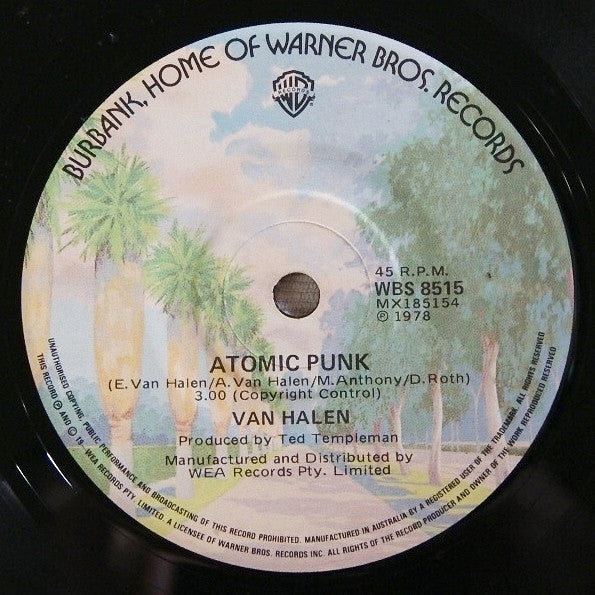 BURBANK, HOME OF WARNER BROS. RECORDS
WB
RECORDS
45 R.P.M.
WBS 8515
MX185154
℗ 1978
ATOMIC PUNK
(E. Van Halen/A. Van Halen/M. Anthony/D. Roth)
3.00 (Copyright Control)
VAN HALEN
Produced by Ted Templeman
Manufactured and Distributed by
WEA Records Pty. Limited
UNAUTHORISED COPYING, PUBLIC PERFORMANCE AND BROADCASTING OF THIS RECORD PROHIBITED. MANUFACTURED IN AUSTRALIA BY A REGISTERED USER OF THE TRADEMARK. ALL RIGHTS RESERVED
THIS RECORD ℗ AND © 19 WEA RECORDS PTY. LIMITED. A LICENSEE OF WARNER BROS. RECORDS INC. ALL RIGHTS OF THE RECORD PRODUCER AND OWNER OF THE WORK REPRODUCED RESERVED